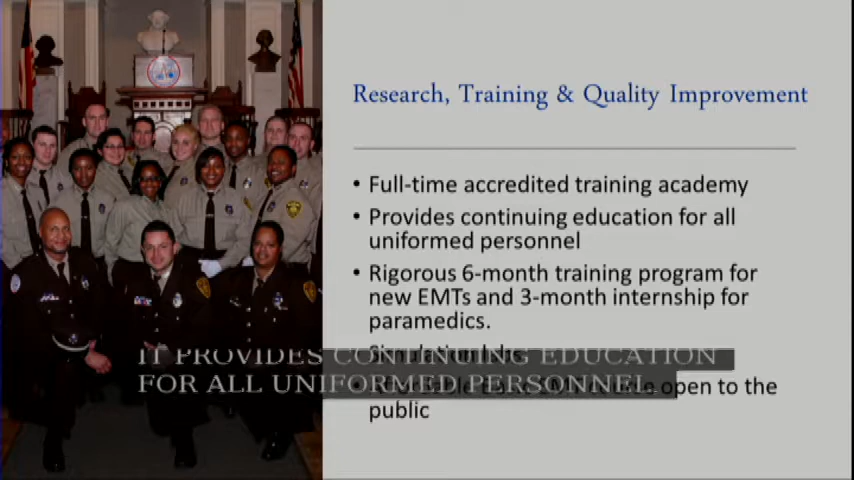 Research, Training & Quality Improvement
• Full-time accredited training academy
• Provides continuing education for all
uniformed personnel
• Rigorous 6-month training program for
new EMTs and 3-month internship for
paramedics.
IT PROVIDES CONTINUING EDUCATION
FOR ALL UNIFORMED PERSONNEL.
open to the
public